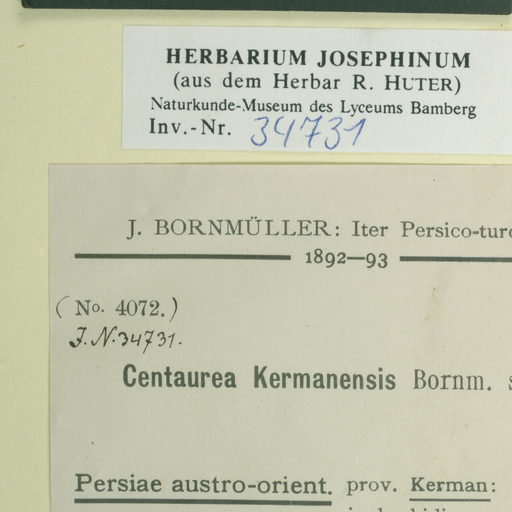 HERBARIUM JOSEPHINUM
(aus dem Herbar R. HUTER)
Naturkunde-Museum des Lyceums Bamberg
Inv.-Nr. 34731
J. BORNMÜLLER: Iter Persico-turc
1892—93
(No. 4072.)
J.N.34731.
Centaurea Kermanensis Bornm. s
Persiae austro-orient. prov. Kerman: